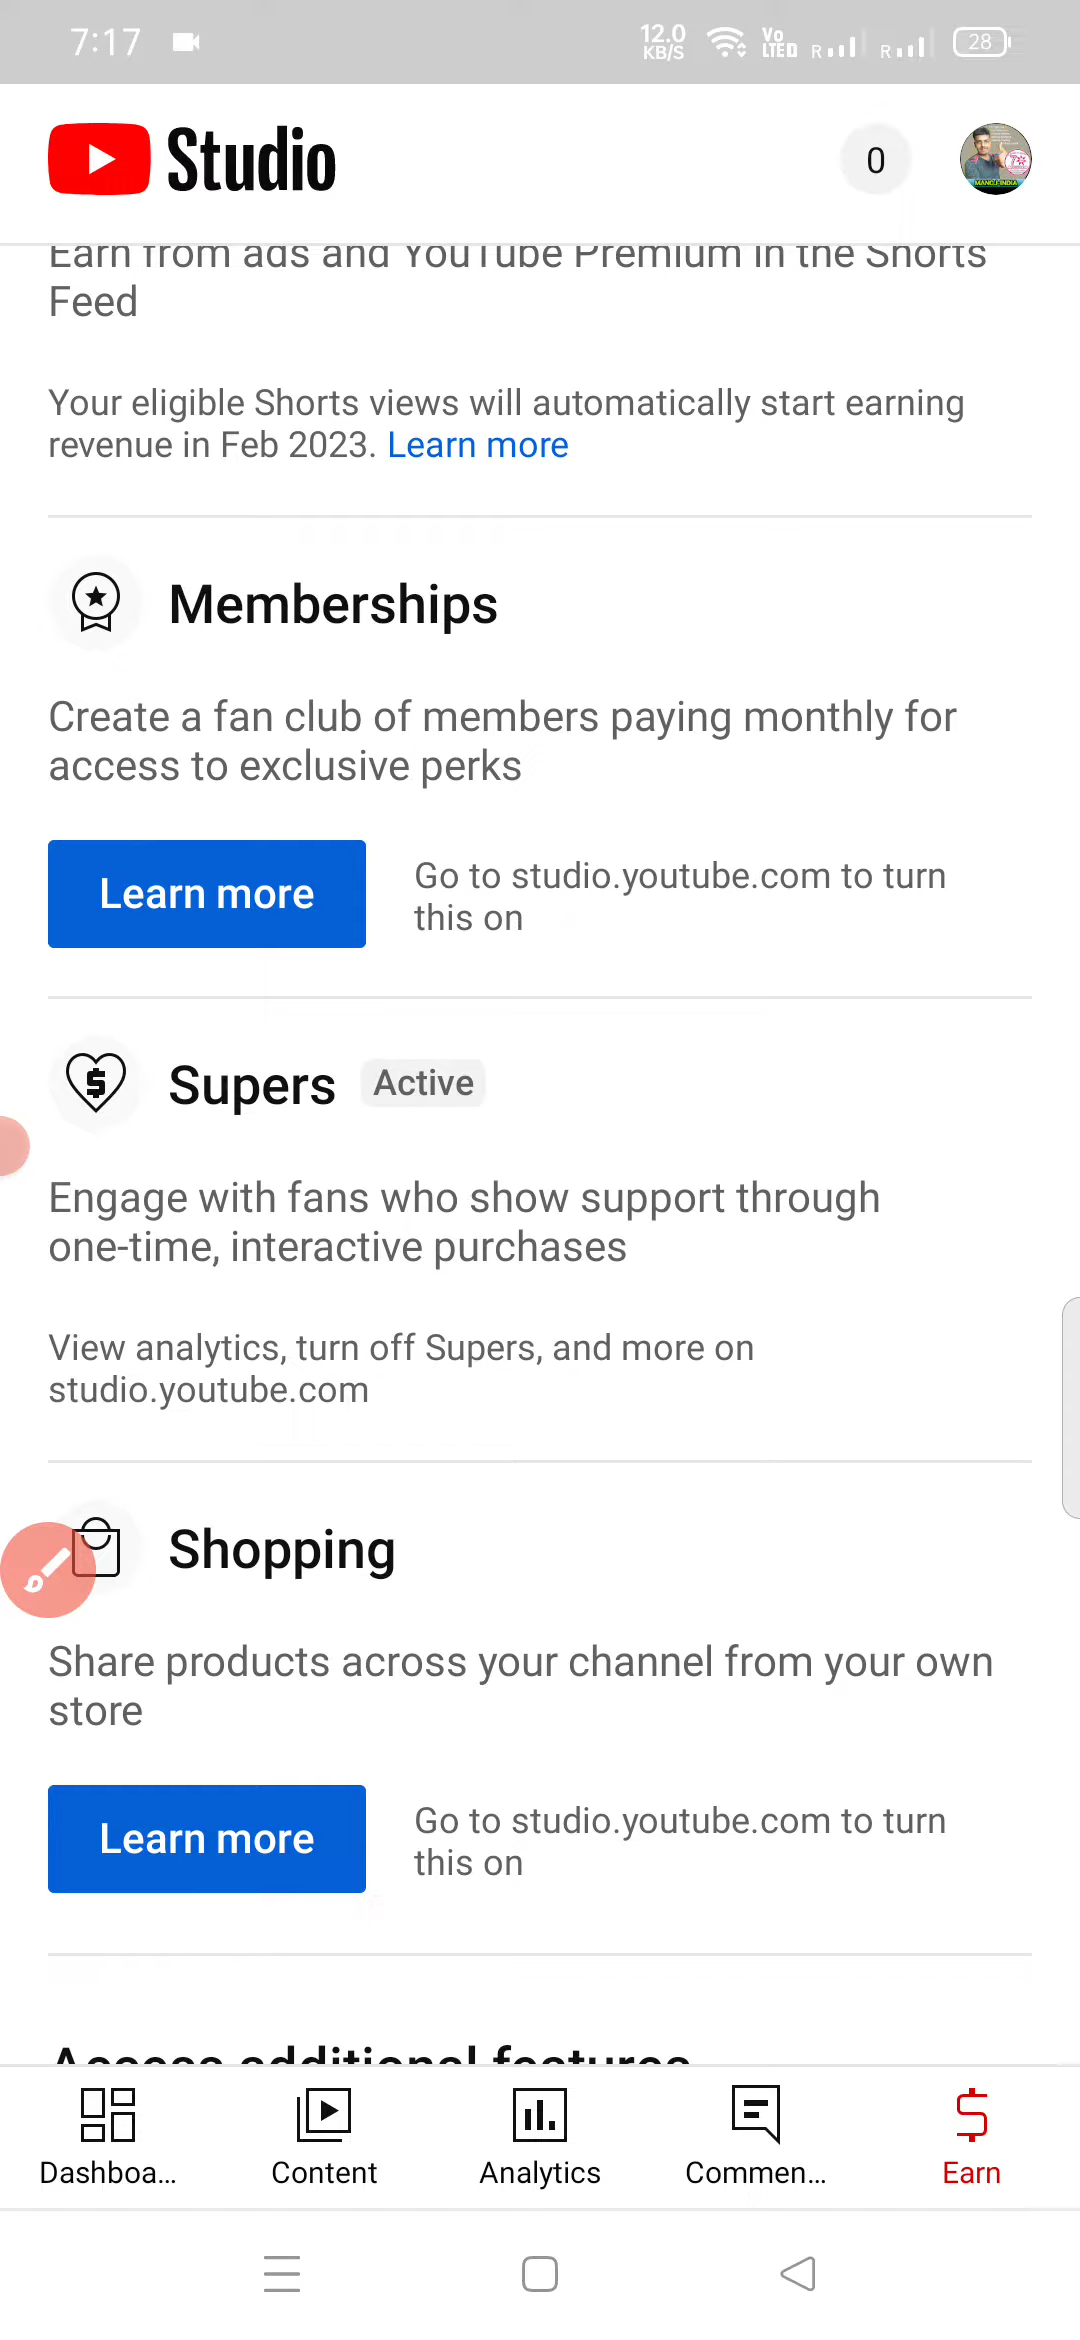 7:17
12.0
KB/S
Vo
LTED
R
R
28
Studio
0
Earn from ads and YouTube Premium in the Shorts
Feed
Your eligible Shorts views will automatically start earning
revenue in Feb 2023. Learn more
Memberships
Create a fan club of members paying monthly for
access to exclusive perks
Learn more
Go to studio.youtube.com to turn
this on
Supers
Active
Engage with fans who show support through
one-time, interactive purchases
View analytics, turn off Supers, and more on
studio.youtube.com
Shopping
Share products across your channel from your own
store
Learn more
Go to studio.youtube.com to turn
this on
Access additional features
Dashboa...
Content
Analytics
Commen...
Earn